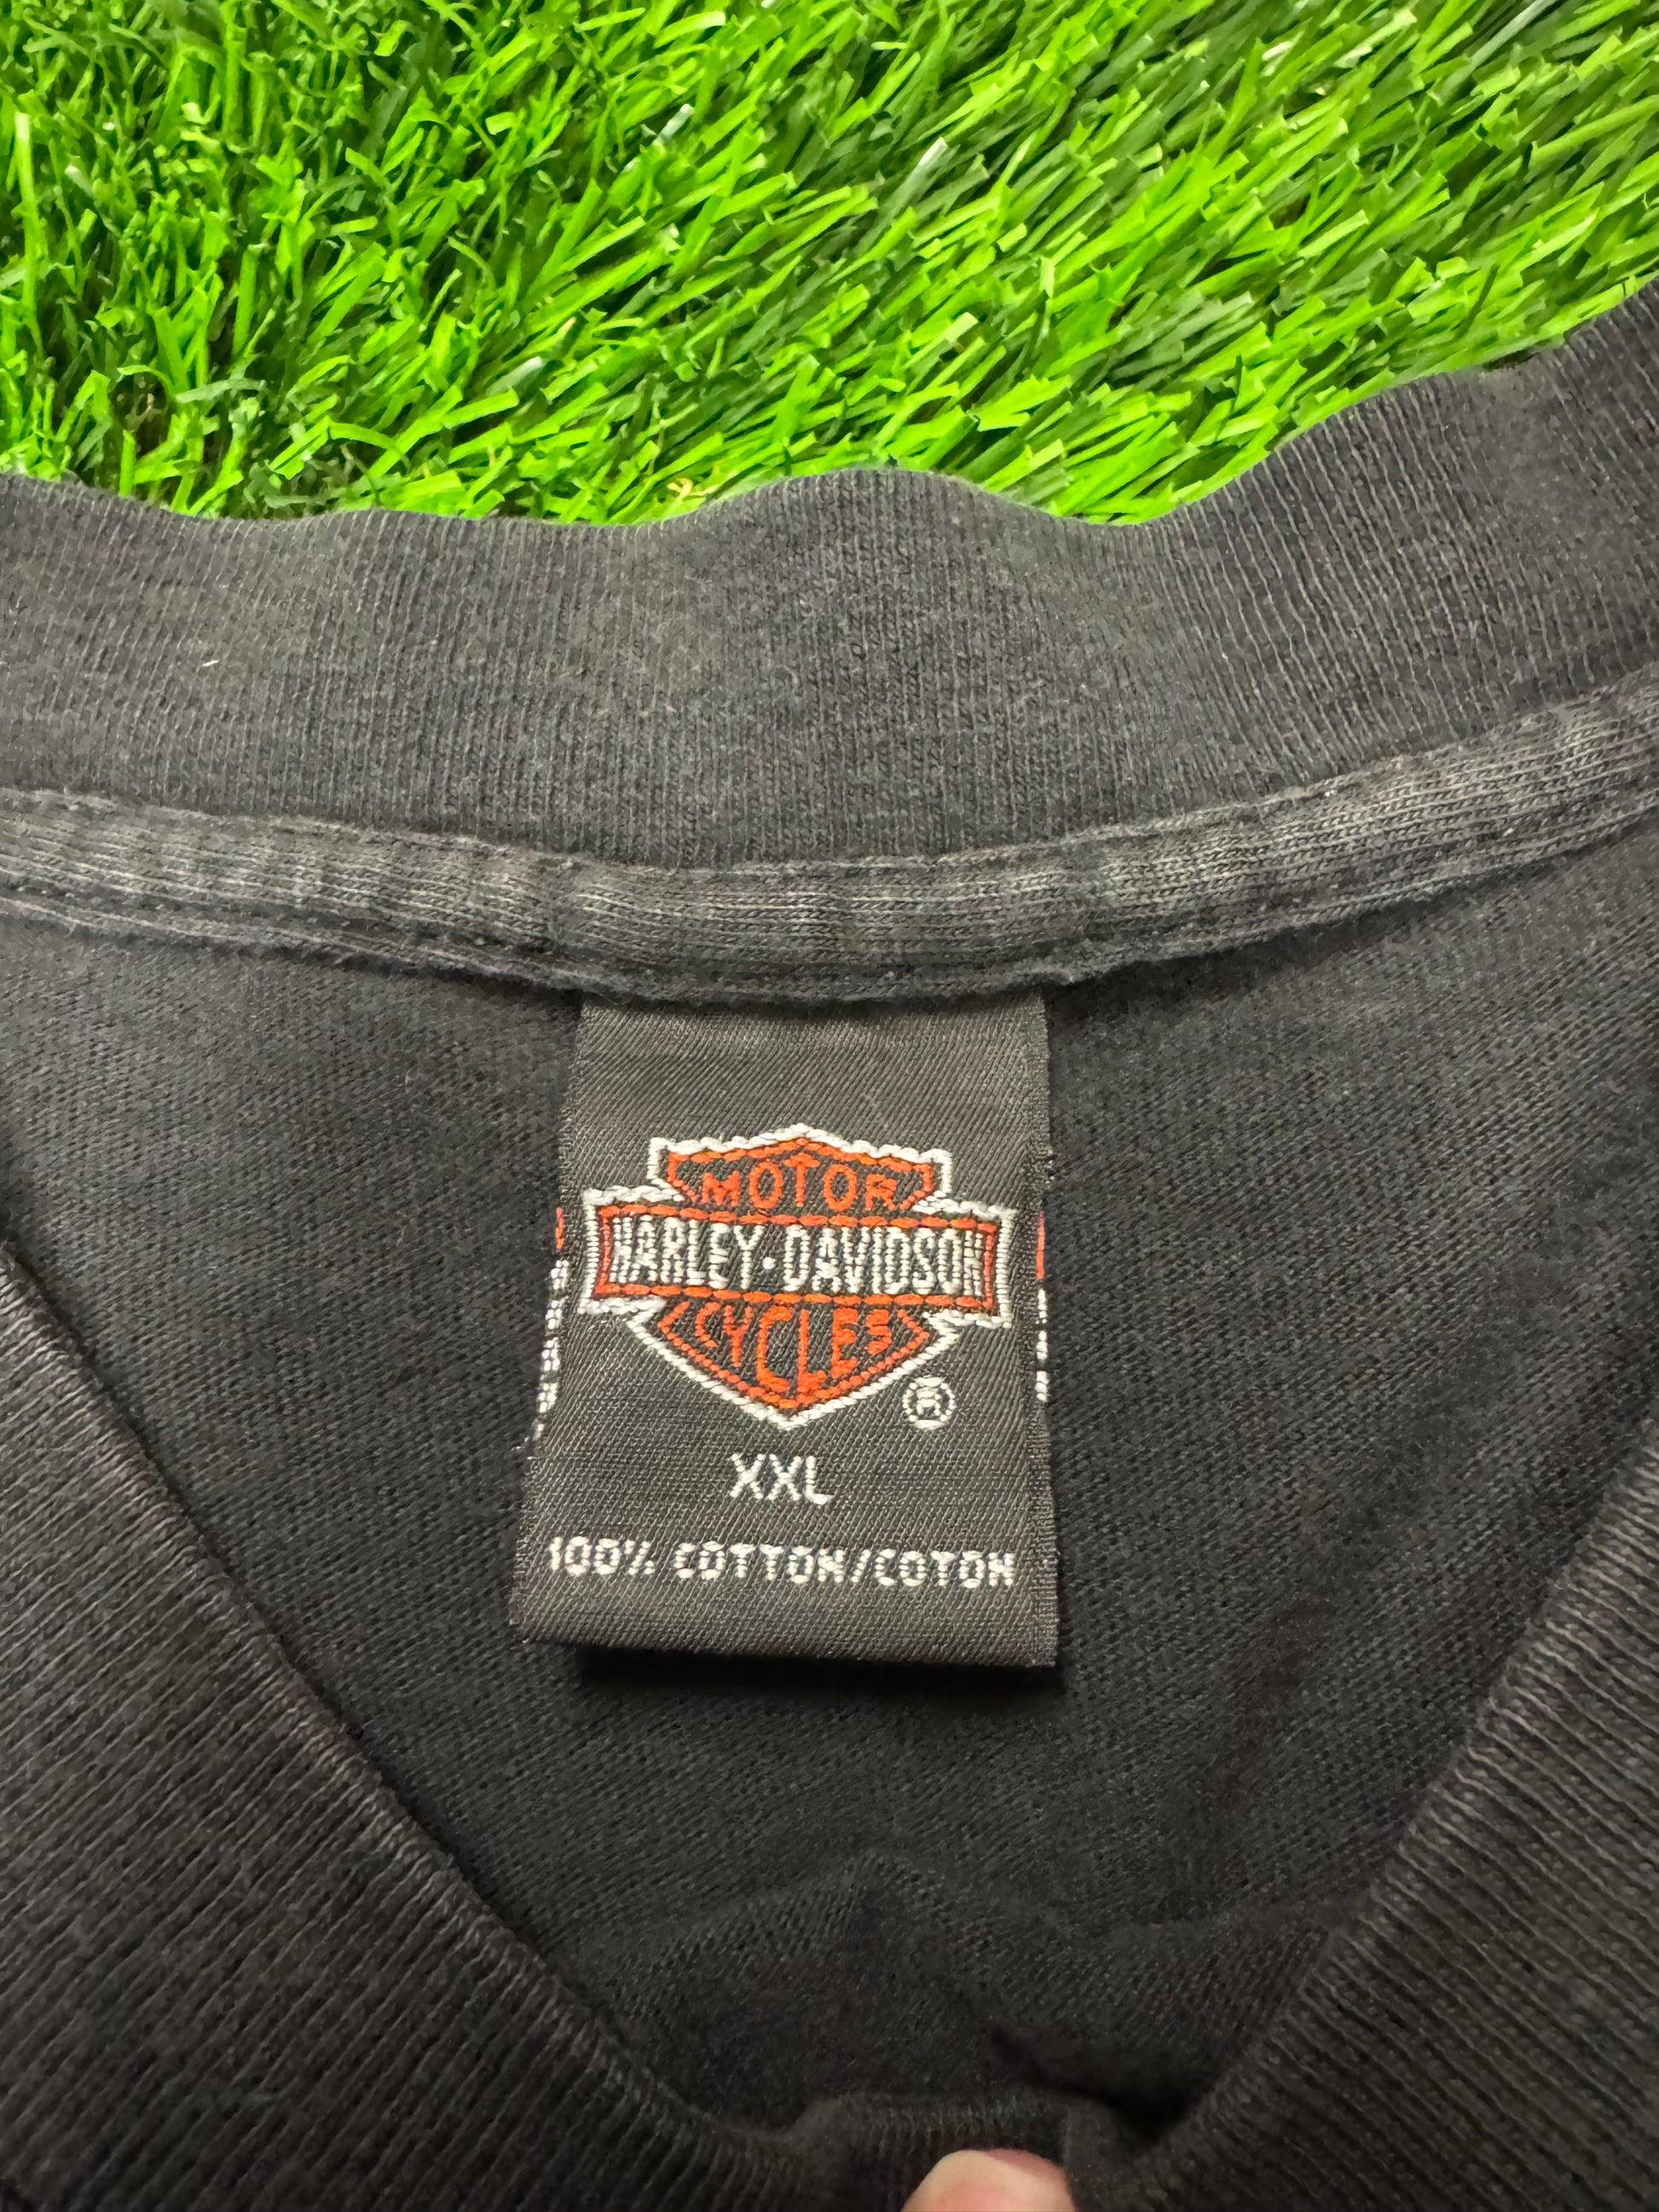 MOTOR
HARLEY-DAVIDSON
CYCLES
®
XXL
100% COTTON/COTON